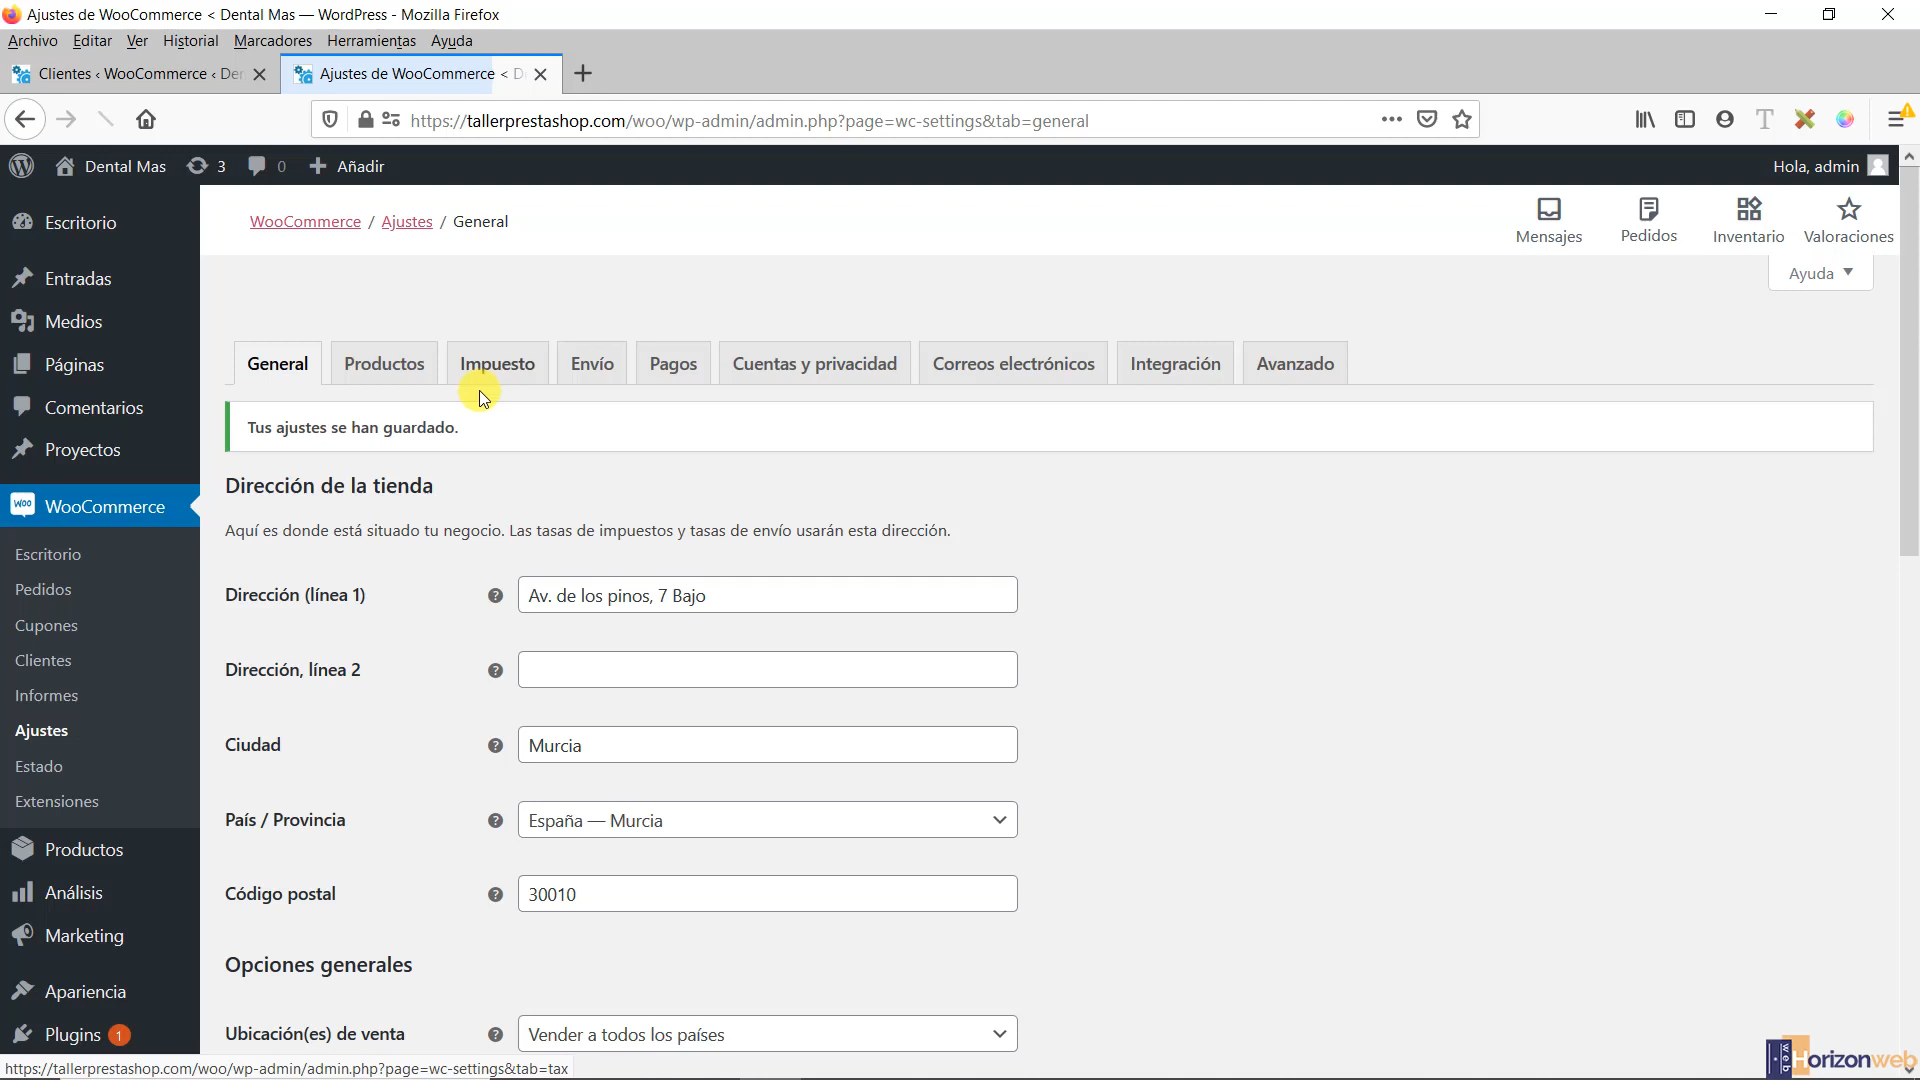 Ajustes de WooCommerce < Dental Mas — WordPress - Mozilla Firefox
Archivo Editar Ver Historial Marcadores Herramientas Ayuda
Clientes ‹ WooCommerce ‹ Der
Ajustes de WooCommerce < D
https://tallerprestashop.com/woo/wp-admin/admin.php?page=wc-settings&tab=general
Dental Mas 3 0 Añadir
Hola, admin
WooCommerce / Ajustes / General
Mensajes Pedidos Inventario Valoraciones
Ayuda
Escritorio
Entradas
Medios
Páginas
Comentarios
Proyectos
WooCommerce
Escritorio
Pedidos
Cupones
Clientes
Informes
Ajustes
Estado
Extensiones
Productos
Análisis
Marketing
Apariencia
Plugins 1
General Productos Impuesto Envío Pagos Cuentas y privacidad Correos electrónicos Integración Avanzado
Tus ajustes se han guardado.
Dirección de la tienda
Aquí es donde está situado tu negocio. Las tasas de impuestos y tasas de envío usarán esta dirección.
Dirección (línea 1) Av. de los pinos, 7 Bajo
Dirección, línea 2
Ciudad Murcia
País / Provincia España — Murcia
Código postal 30010
Opciones generales
Ubicación(es) de venta Vender a todos los países
https://tallerprestashop.com/woo/wp-admin/admin.php?page=wc-settings&tab=tax
web Horizonweb